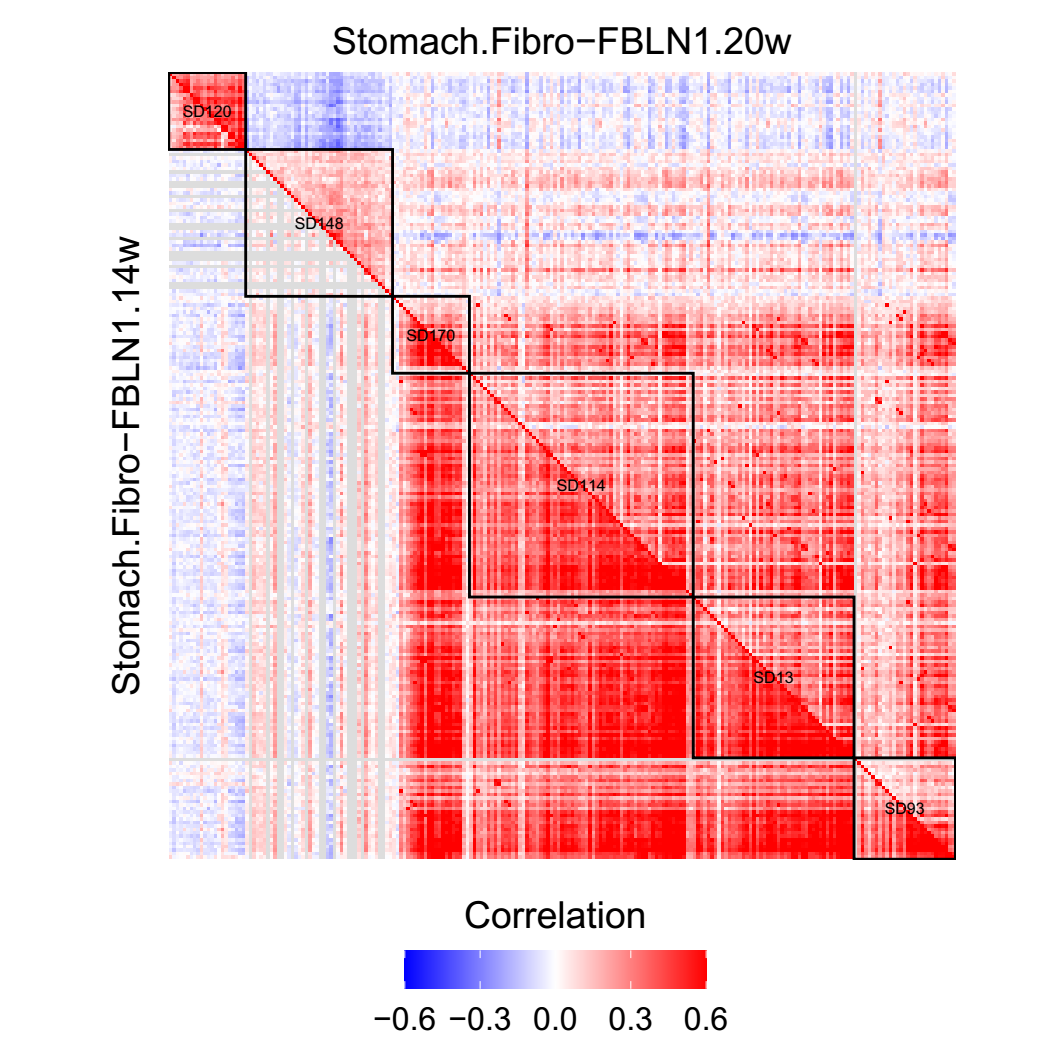 Stomach.Fibro−FBLN1.20w
Stomach.Fibro−FBLN1.14w
SD120
SD148
SD170
SD114
SD13
SD93
Correlation
−0.6 −0.3 0.0 0.3 0.6